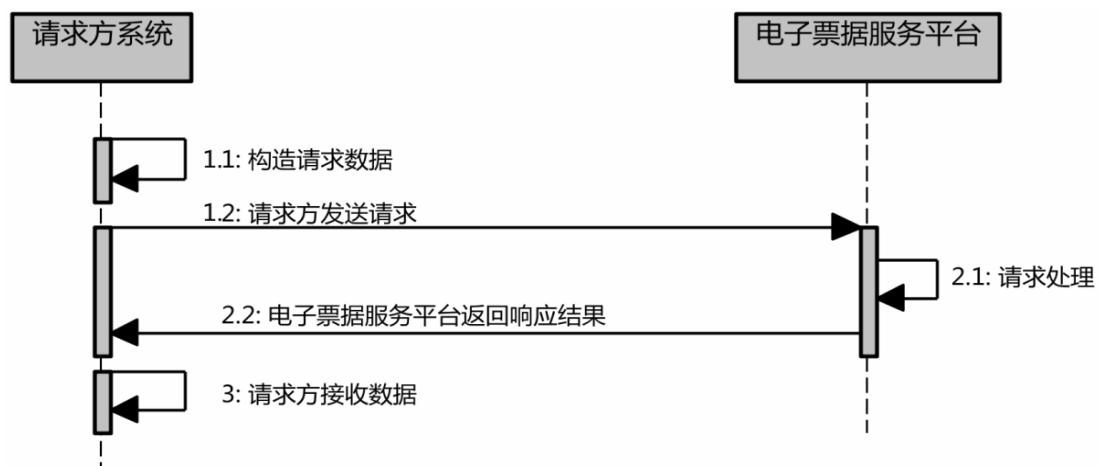 请求方系统
电子票据服务平台
1.1: 构造请求数据
1.2: 请求方发送请求
2.1: 请求处理
2.2: 电子票据服务平台返回响应结果
3: 请求方接收数据